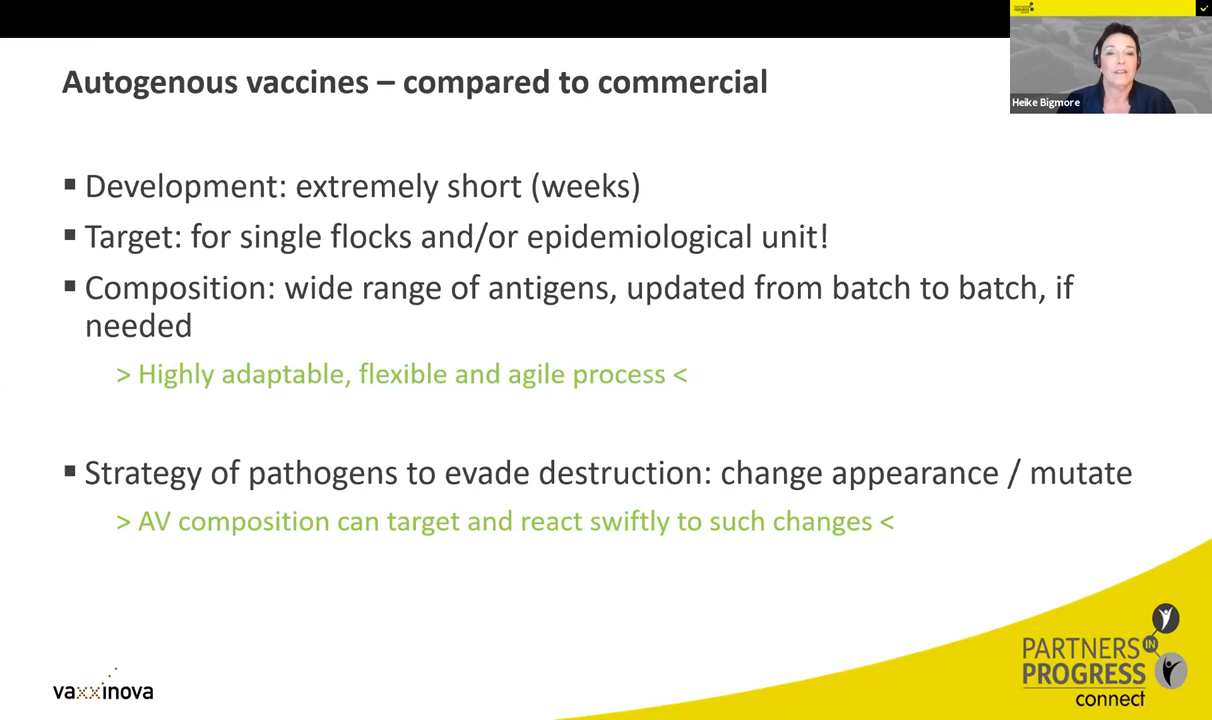 PARTNERS IN
PROGRESS
Heike Bigmore
Autogenous vaccines – compared to commercial
▪ Development: extremely short (weeks)
▪ Target: for single flocks and/or epidemiological unit!
▪ Composition: wide range of antigens, updated from batch to batch, if
needed
> Highly adaptable, flexible and agile process <
▪ Strategy of pathogens to evade destruction: change appearance / mutate
> AV composition can target and react swiftly to such changes <
vaxxinova
PARTNERS IN
PROGRESS
connect